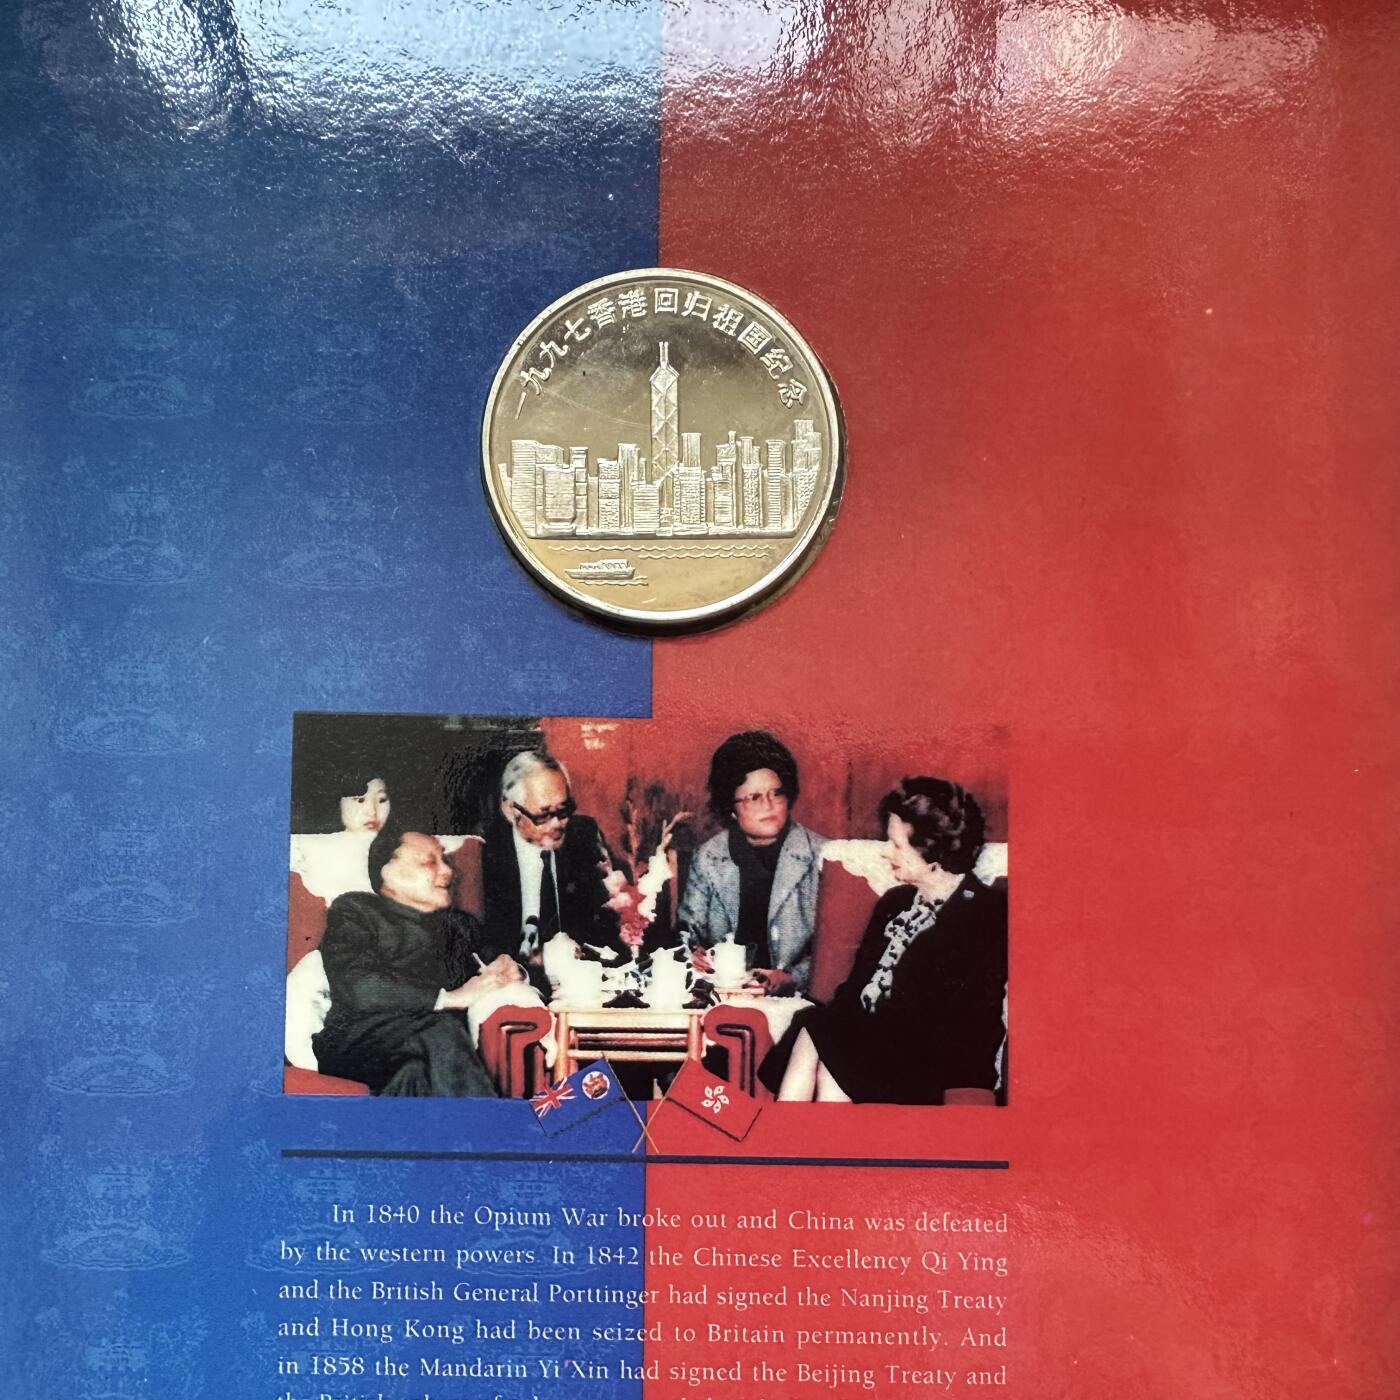 一九九七香港回归祖国纪念
In 1840 the Opium War broke out and China was defeated
by the western powers. In 1842 the Chinese Excellency Qi Ying
and the British General Porttinger had signed the Nanjing Treaty
and Hong Kong had been seized to Britain permanently. And
in 1858 the Mandarin Yi Xin had signed the Beijing Treaty and